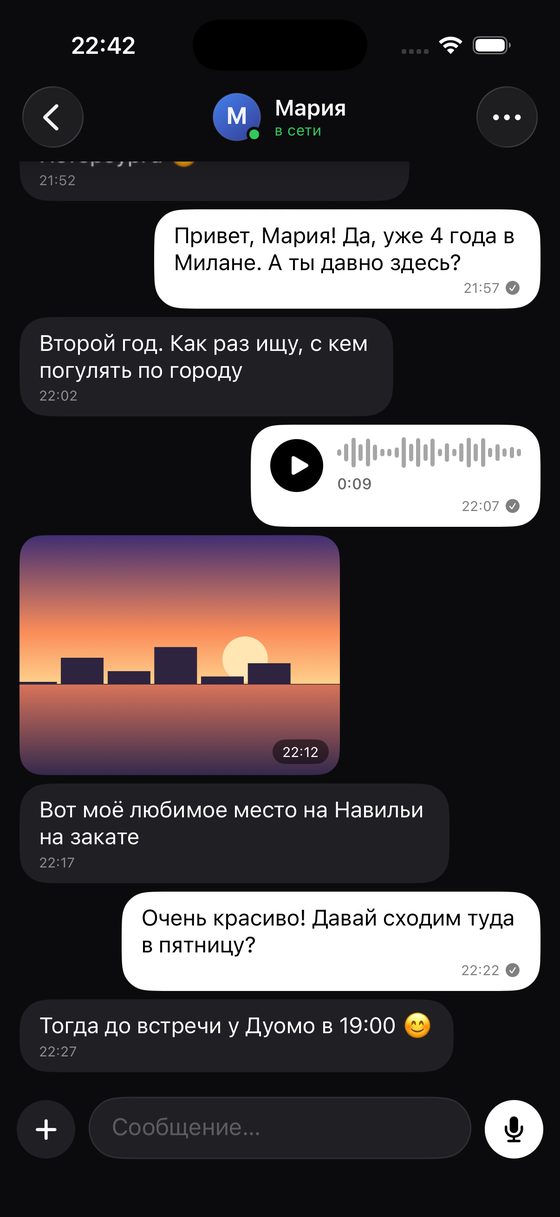 22:42
М
Мария
в сети
21:52
Привет, Мария! Да, уже 4 года в
Милане. А ты давно здесь?
21:57
Второй год. Как раз ищу, с кем
погулять по городу
22:02
0:09
22:07
22:12
Вот моё любимое место на Навильи
на закате
22:17
Очень красиво! Давай сходим туда
в пятницу?
22:22
Тогда до встречи у Дуомо в 19:00 😊
22:27
Сообщение...